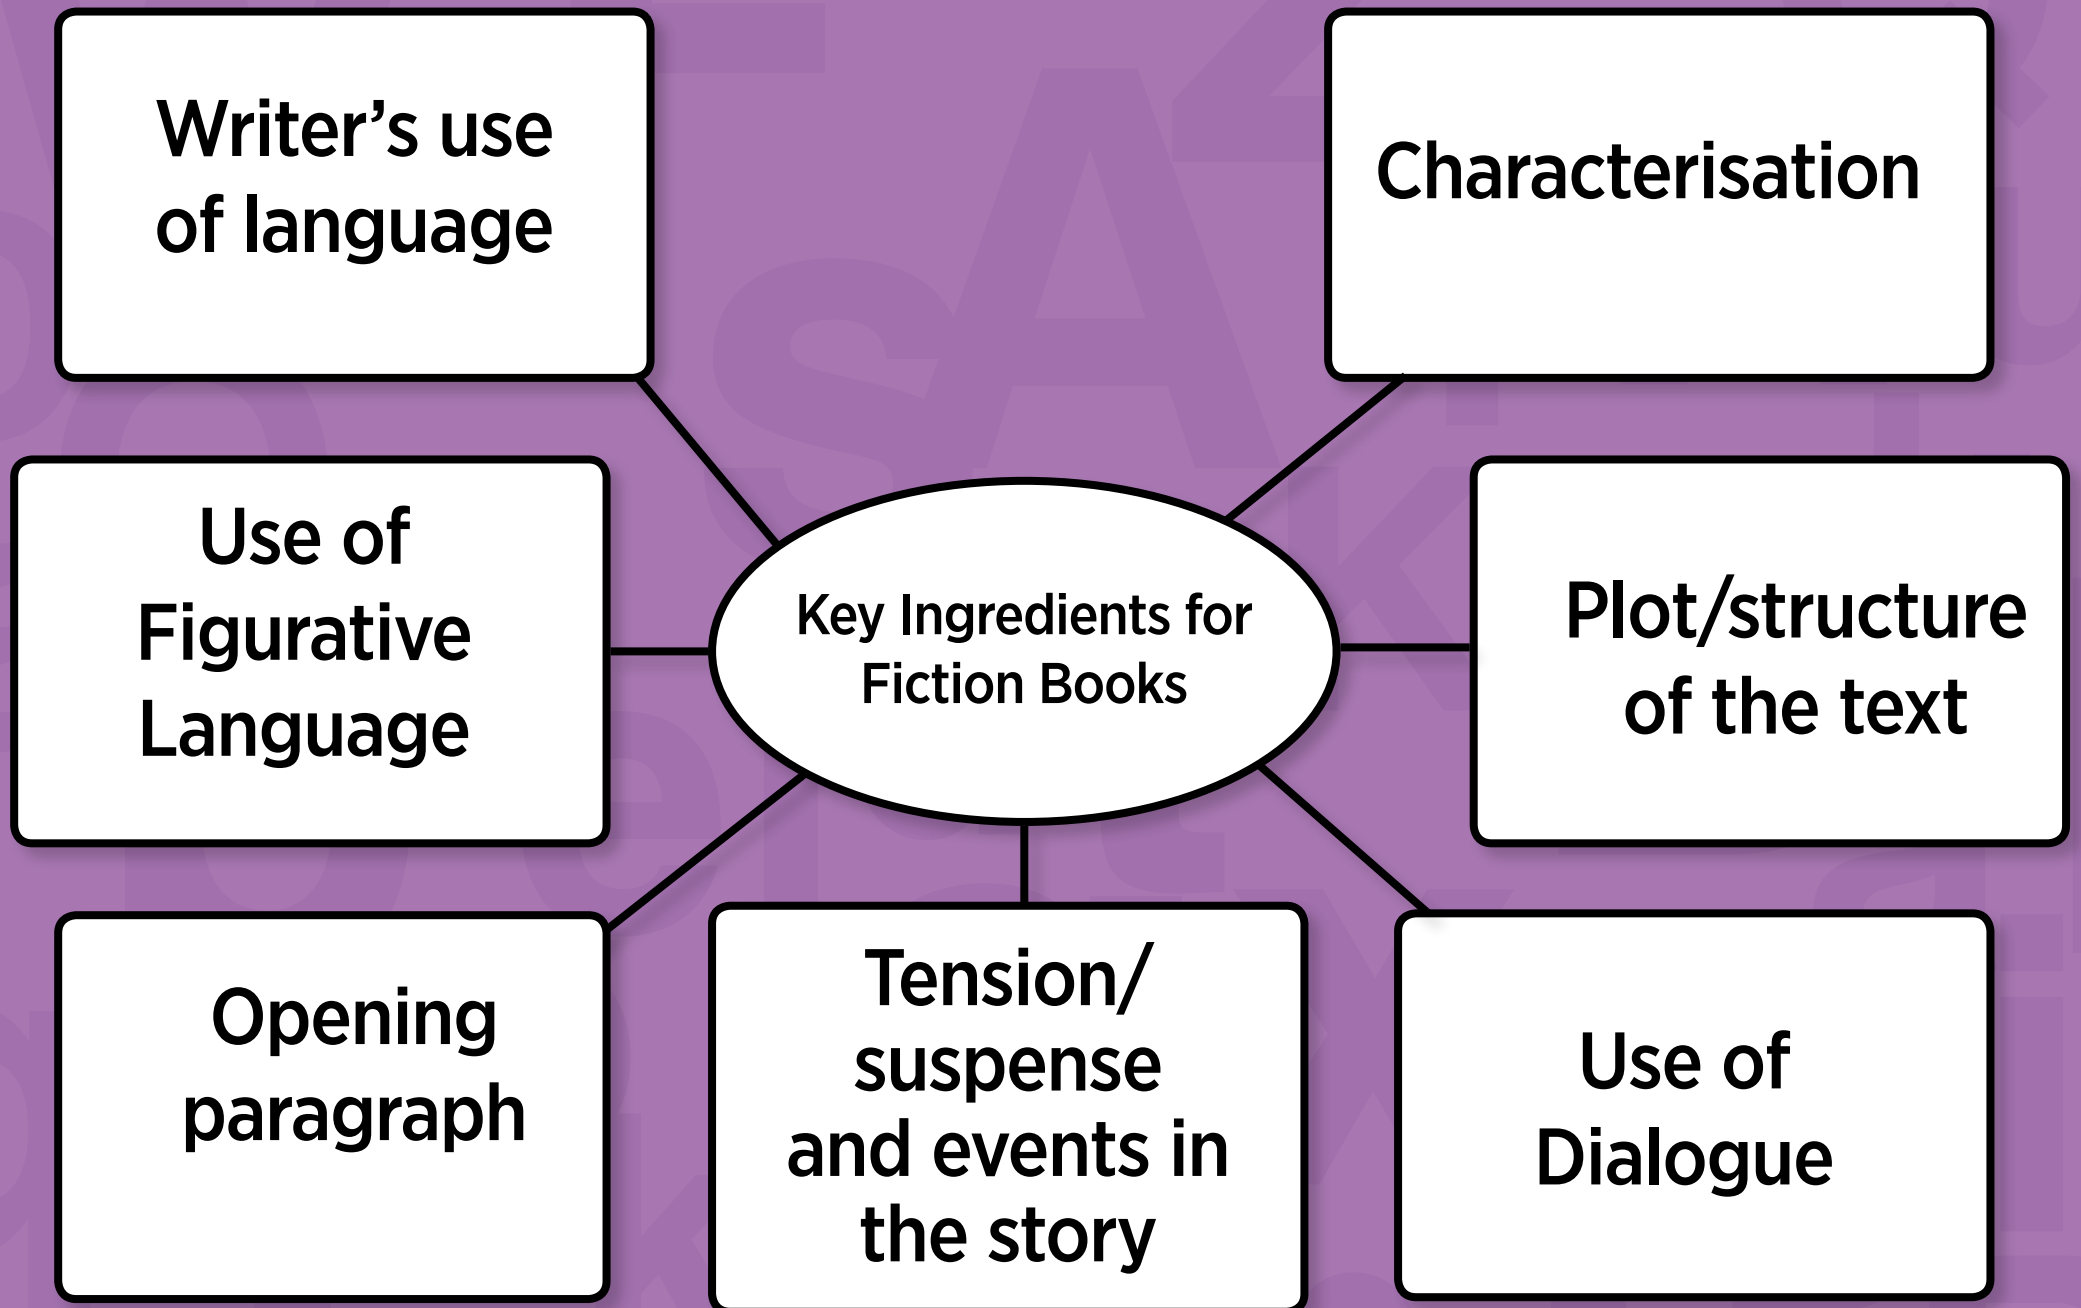 Writer’s use
of language
Characterisation
Use of
Figurative
Language
Key Ingredients for
Fiction Books
Plot/structure
of the text
Opening
paragraph
Tension/
suspense
and events in
the story
Use of
Dialogue